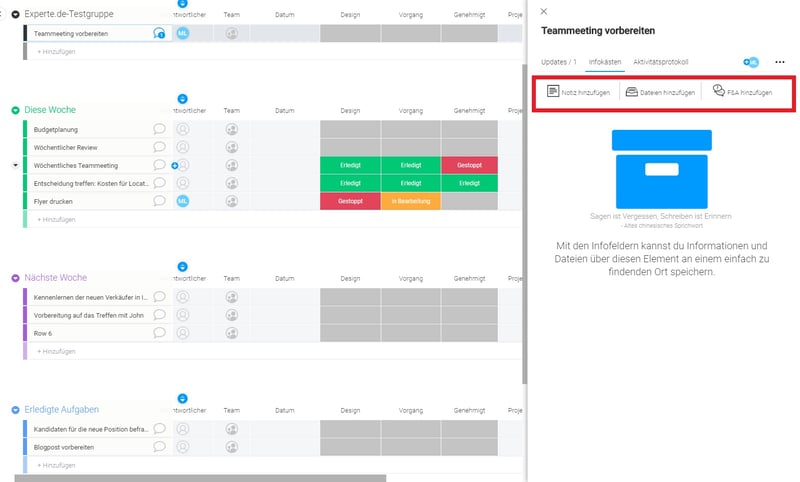 Experte.de-Testgruppe
antwortlicher Team Datum Design Vorgang Genehmigt Proje
Teammeeting vorbereiten 1 ML
+ Hinzufügen
Diese Woche
antwortlicher Team Datum Design Vorgang Genehmigt Proje
Budgetplanung
Wöchentlicher Review
Wöchentliches Teammeeting Erledigt Erledigt Gestoppt
Entscheidung treffen: Kosten für Locat... Erledigt Erledigt Erledigt
Flyer drucken ML Gestoppt in Bearbeitung
+ Hinzufügen
Nächste Woche
antwortlicher Team Datum Design Vorgang Genehmigt Proje
Kennenlernen der neuen Verkäufer in I...
Vorbereitung auf das Treffen mit John
Row 6
+ Hinzufügen
Erledigte Aufgaben
antwortlicher Team Datum Design Vorgang Genehmigt Proje
Kandidaten für die neue Position befra...
Blogpost vorbereiten
+ Hinzufügen
Teammeeting vorbereiten
Updates / 1 Infokästen Aktivitätsprotokoll ML
Notiz hinzufügen Dateien hinzufügen F&A hinzufügen
Sagen ist Vergessen, Schreiben ist Erinnern
- Altes chinesisches Sprichwort
Mit den Infofeldern kannst du Informationen und
Dateien über diesen Element an einem einfach zu
findenden Ort speichern.